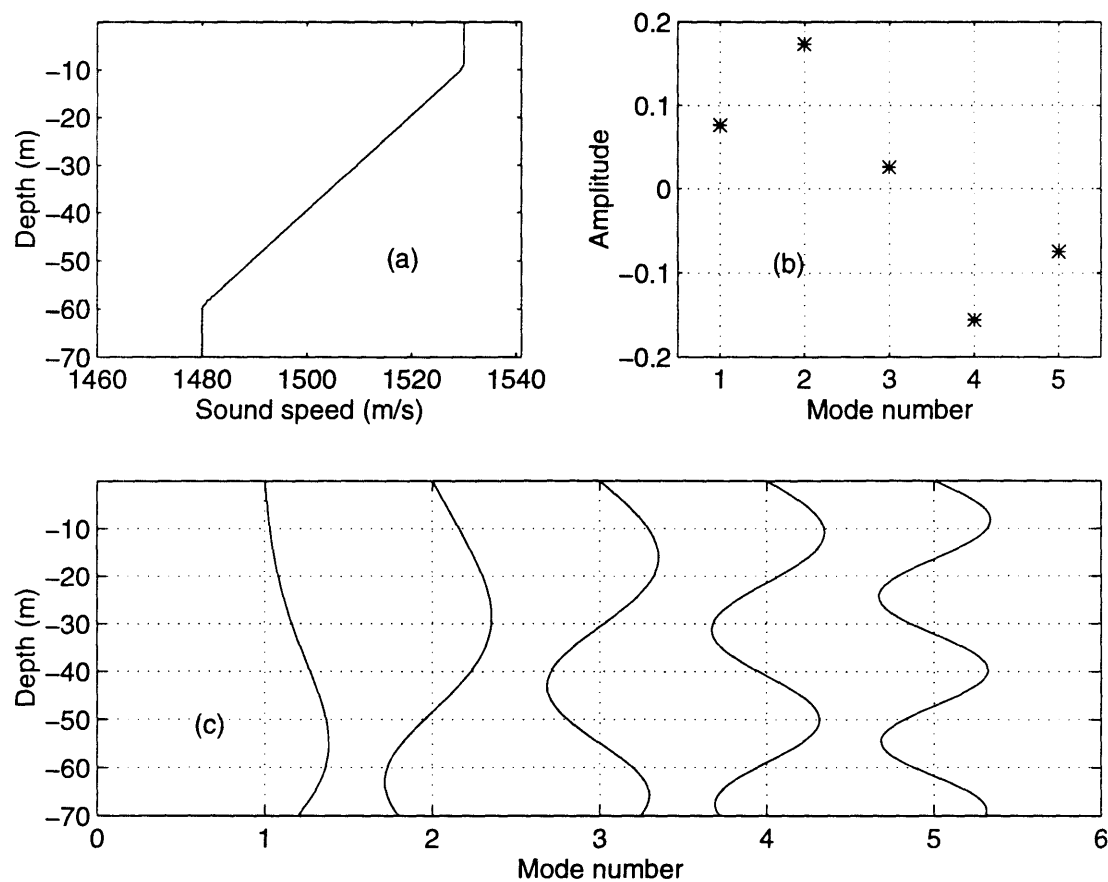 Depth (m)
−10
−20
−30
−40
−50
−60
−70
(a)
1460 1480 1500 1520 1540
Sound speed (m/s)
Amplitude
0.2
0.1
0
−0.1
−0.2
(b)
1 2 3 4 5
Mode number
Depth (m)
−10
−20
−30
−40
−50
−60
−70
(c)
0 1 2 3 4 5 6
Mode number